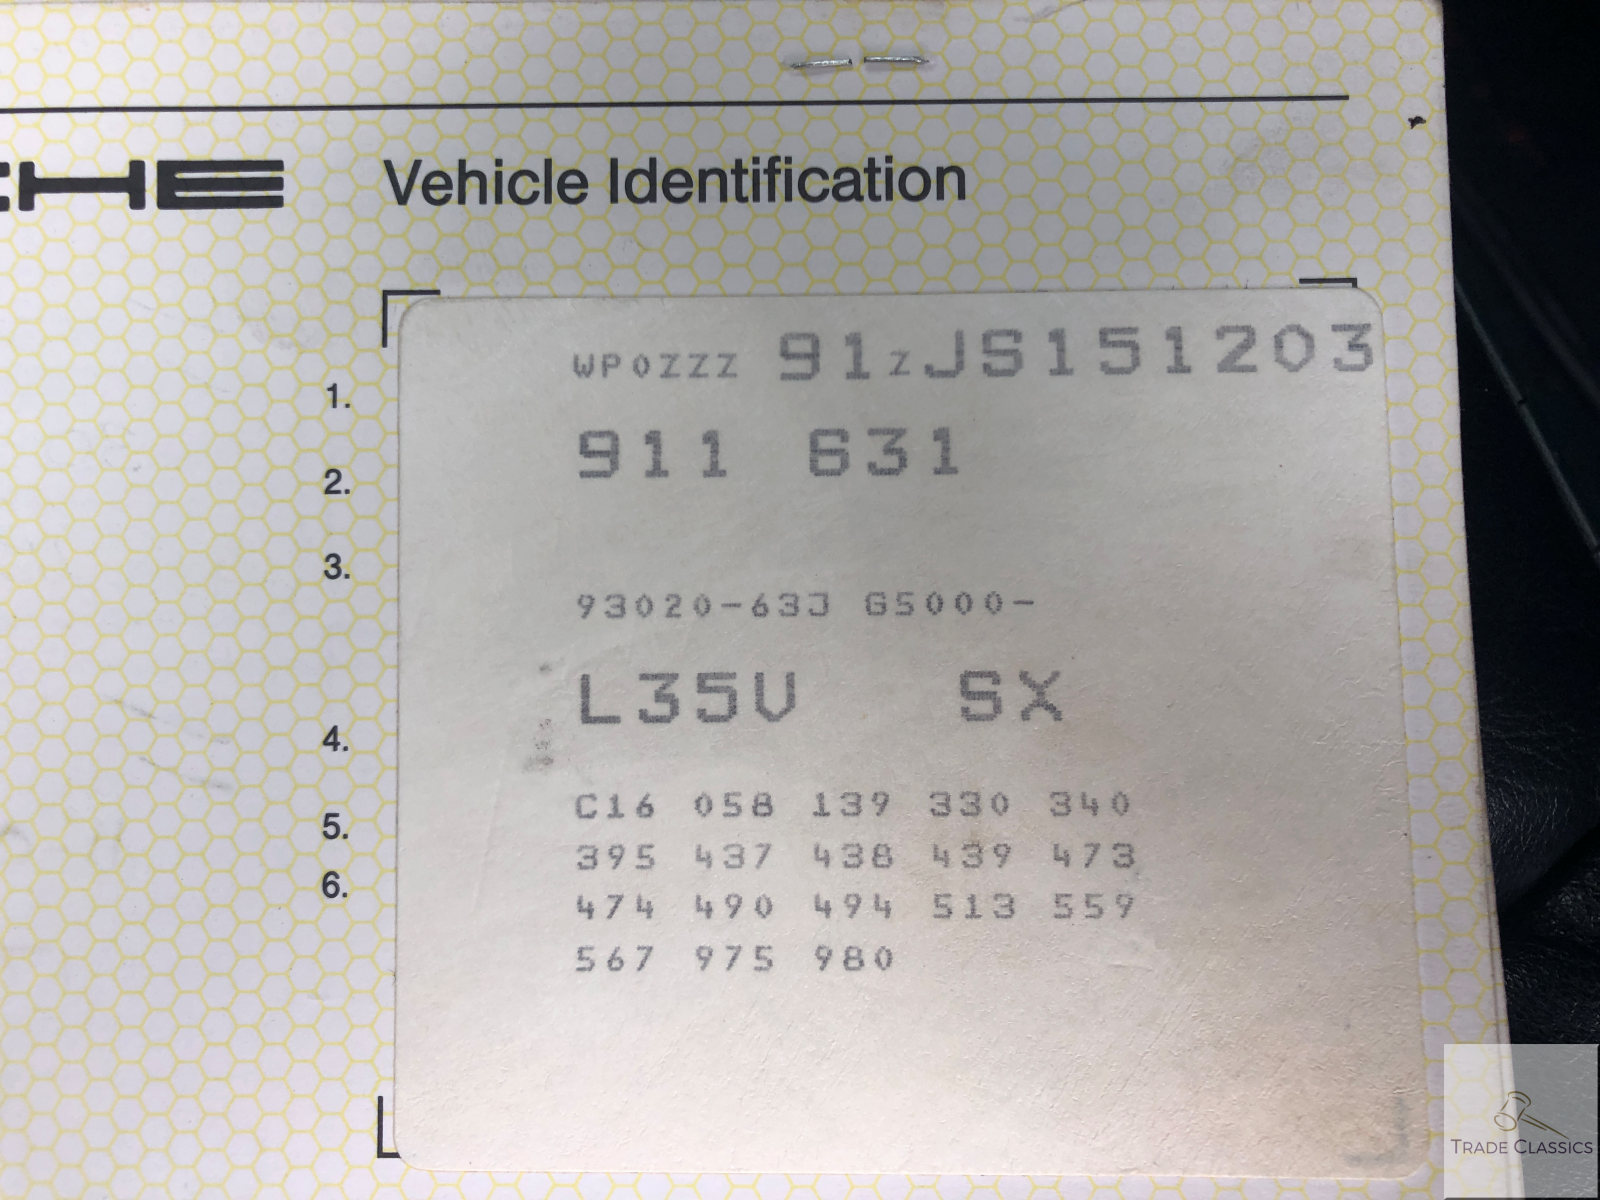 CHE Vehicle Identification
1. WP0ZZZ 91ZJS151203
2. 911 631
3.
93020-63J G5000-
4. L35V SX
5. C16 058 139 330 340
6. 395 437 438 439 473
474 490 494 513 559
567 975 980
TRADE CLASSICS